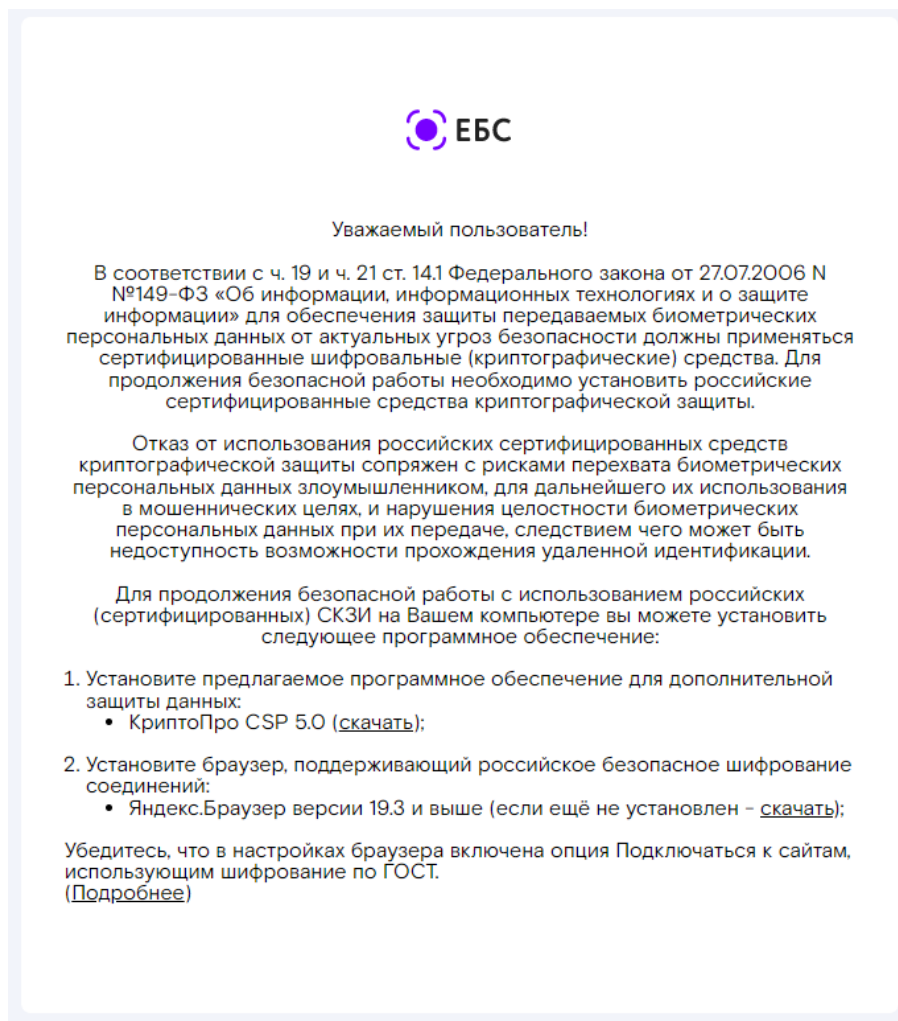 ЕБС
Уважаемый пользователь!
В соответствии с ч. 19 и ч. 21 ст. 14.1 Федерального закона от 27.07.2006 N
№149-ФЗ «Об информации, информационных технологиях и о защите
информации» для обеспечения защиты передаваемых биометрических
персональных данных от актуальных угроз безопасности должны применяться
сертифицированные шифровальные (криптографические) средства. Для
продолжения безопасной работы необходимо установить российские
сертифицированные средства криптографической защиты.
Отказ от использования российских сертифицированных средств
криптографической защиты сопряжен с рисками перехвата биометрических
персональных данных злоумышленником, для дальнейшего их использования
в мошеннических целях, и нарушения целостности биометрических
персональных данных при их передаче, следствием чего может быть
недоступность возможности прохождения удаленной идентификации.
Для продолжения безопасной работы с использованием российских
(сертифицированных) СКЗИ на Вашем компьютере вы можете установить
следующее программное обеспечение:
1. Установите предлагаемое программное обеспечение для дополнительной
защиты данных:
• КриптоПро CSP 5.0 (скачать);
2. Установите браузер, поддерживающий российское безопасное шифрование
соединений:
• Яндекс.Браузер версии 19.3 и выше (если ещё не установлен - скачать);
Убедитесь, что в настройках браузера включена опция Подключаться к сайтам,
использующим шифрование по ГОСТ.
(Подробнее)